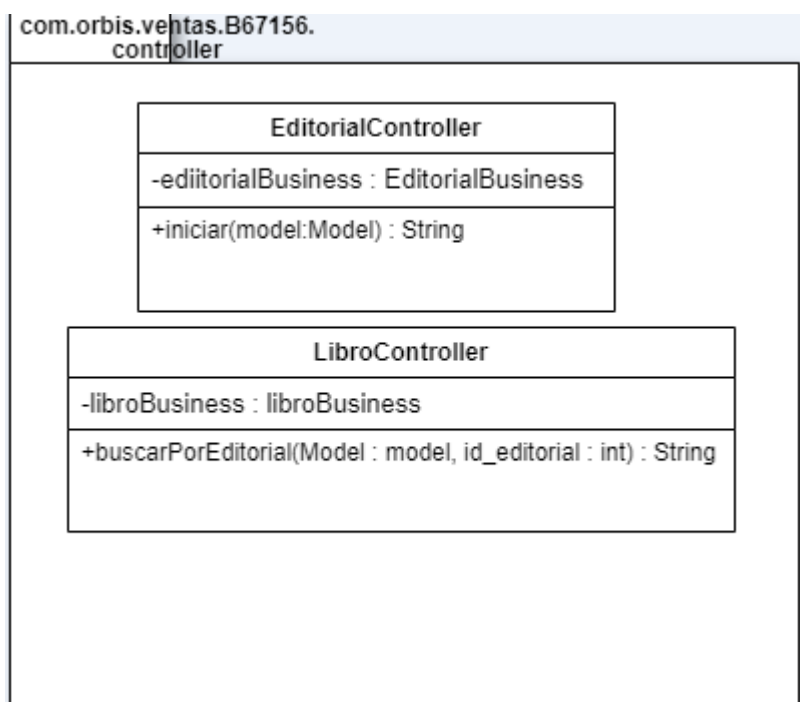 com.orbis.ventas.B67156.
controller
EditorialController
-ediitorialBusiness : EditorialBusiness
+iniciar(model:Model) : String
LibroController
-libroBusiness : libroBusiness
+buscarPorEditorial(Model : model, id_editorial : int) : String